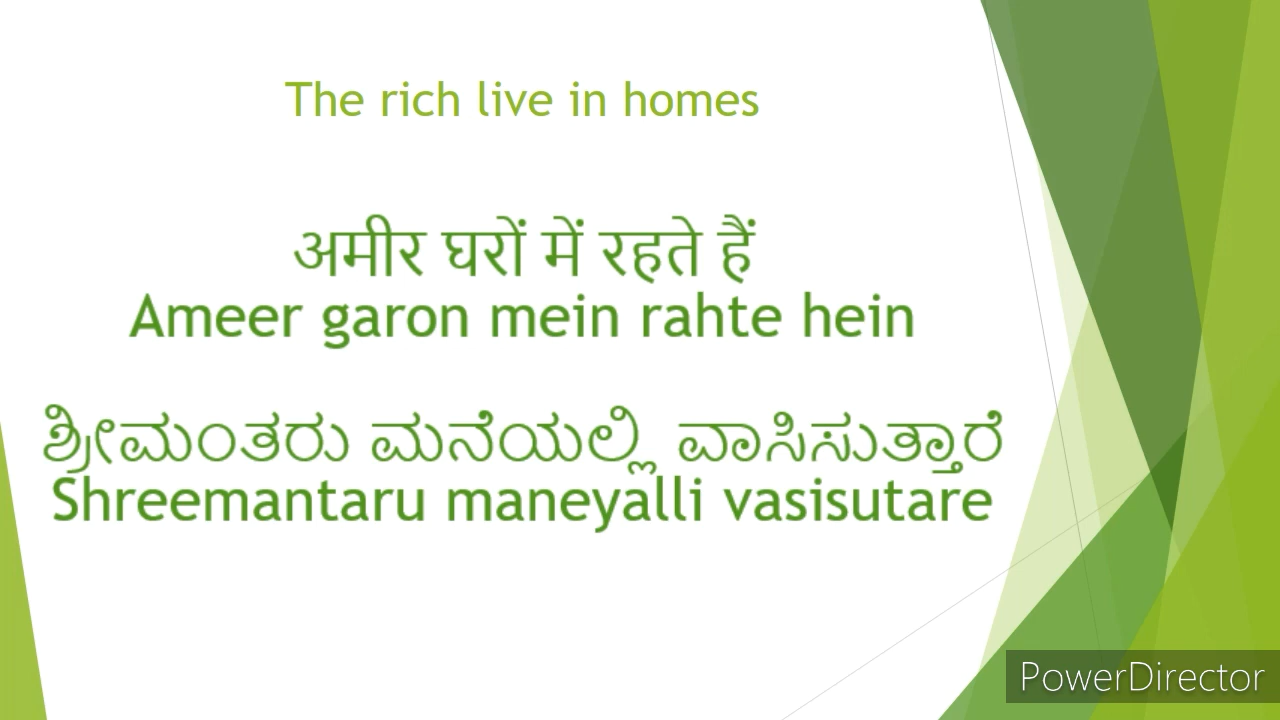 The rich live in homes
अमीर घरों में रहते हैं
Ameer garon mein rahte hein
ಶ್ರೀಮಂತರು ಮನೆಯಲ್ಲಿ ವಾಸಿಸುತ್ತಾರೆ
Shreemantaru maneyalli vasisutare
PowerDirector